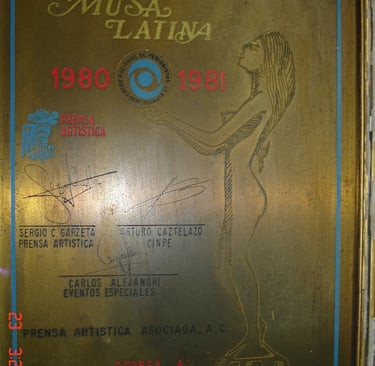 MUSA
LATINA
1980 1981
PRENSA
ARTISTICA
SERGIO C GARZETA
PRENSA ARTISTICA
ARTURO CAZTELAZO
CINPE
CARLOS ALEJANDRI
EVENTOS ESPECIALES
PRENSA ARTISTICA ASOCIADA, A.C.
23